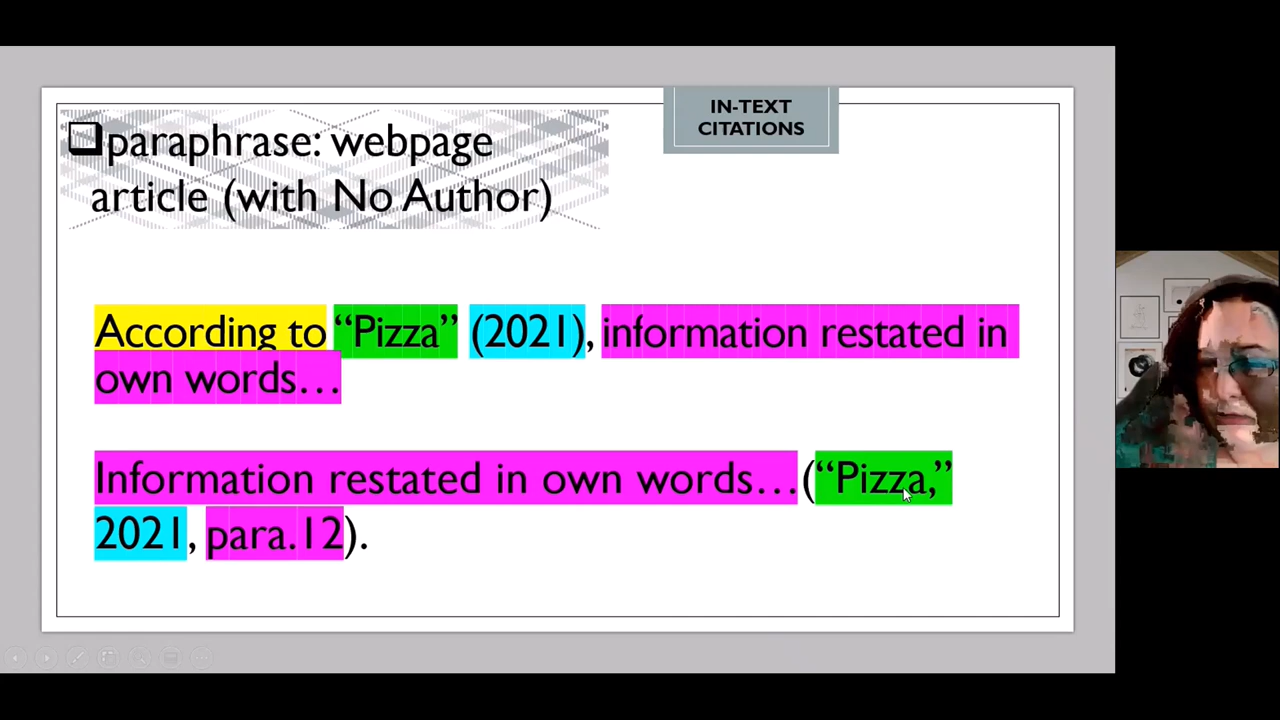 IN-TEXT
CITATIONS
❑paraphrase: webpage
article (with No Author)
According to “Pizza” (2021), information restated in
own words…
Information restated in own words…(“Pizza,”
2021, para.12).